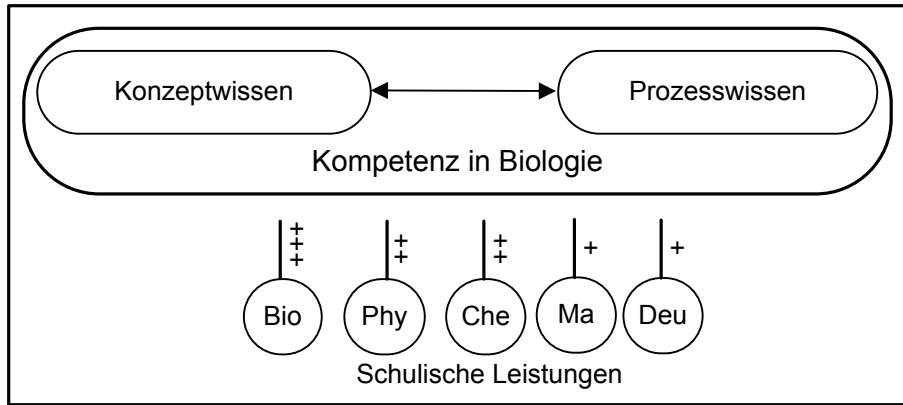 Konzeptwissen Prozesswissen
Kompetenz in Biologie
+++ ++ ++ + +
Bio Phy Che Ma Deu
Schulische Leistungen